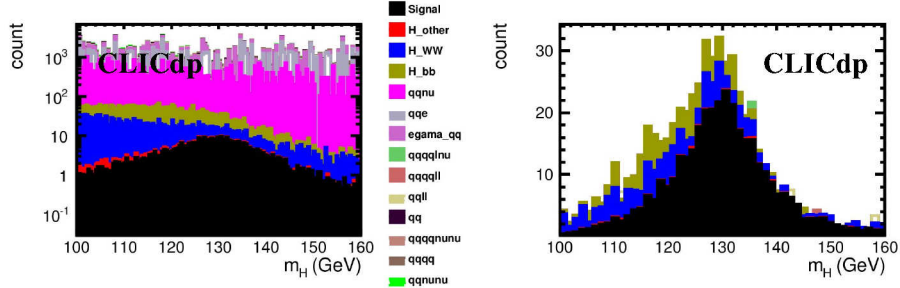 count
10³
10²
10
1
10⁻¹
CLICdp
100 110 120 130 140 150 160
m_H (GeV)
Signal
H_other
H_WW
H_bb
qqnu
qqe
egama_qq
qqqqlnu
qqqqll
qqll
qq
qqqqnunu
qqqq
qqnunu
count
30
20
10
CLICdp
100 110 120 130 140 150 160
m_H (GeV)